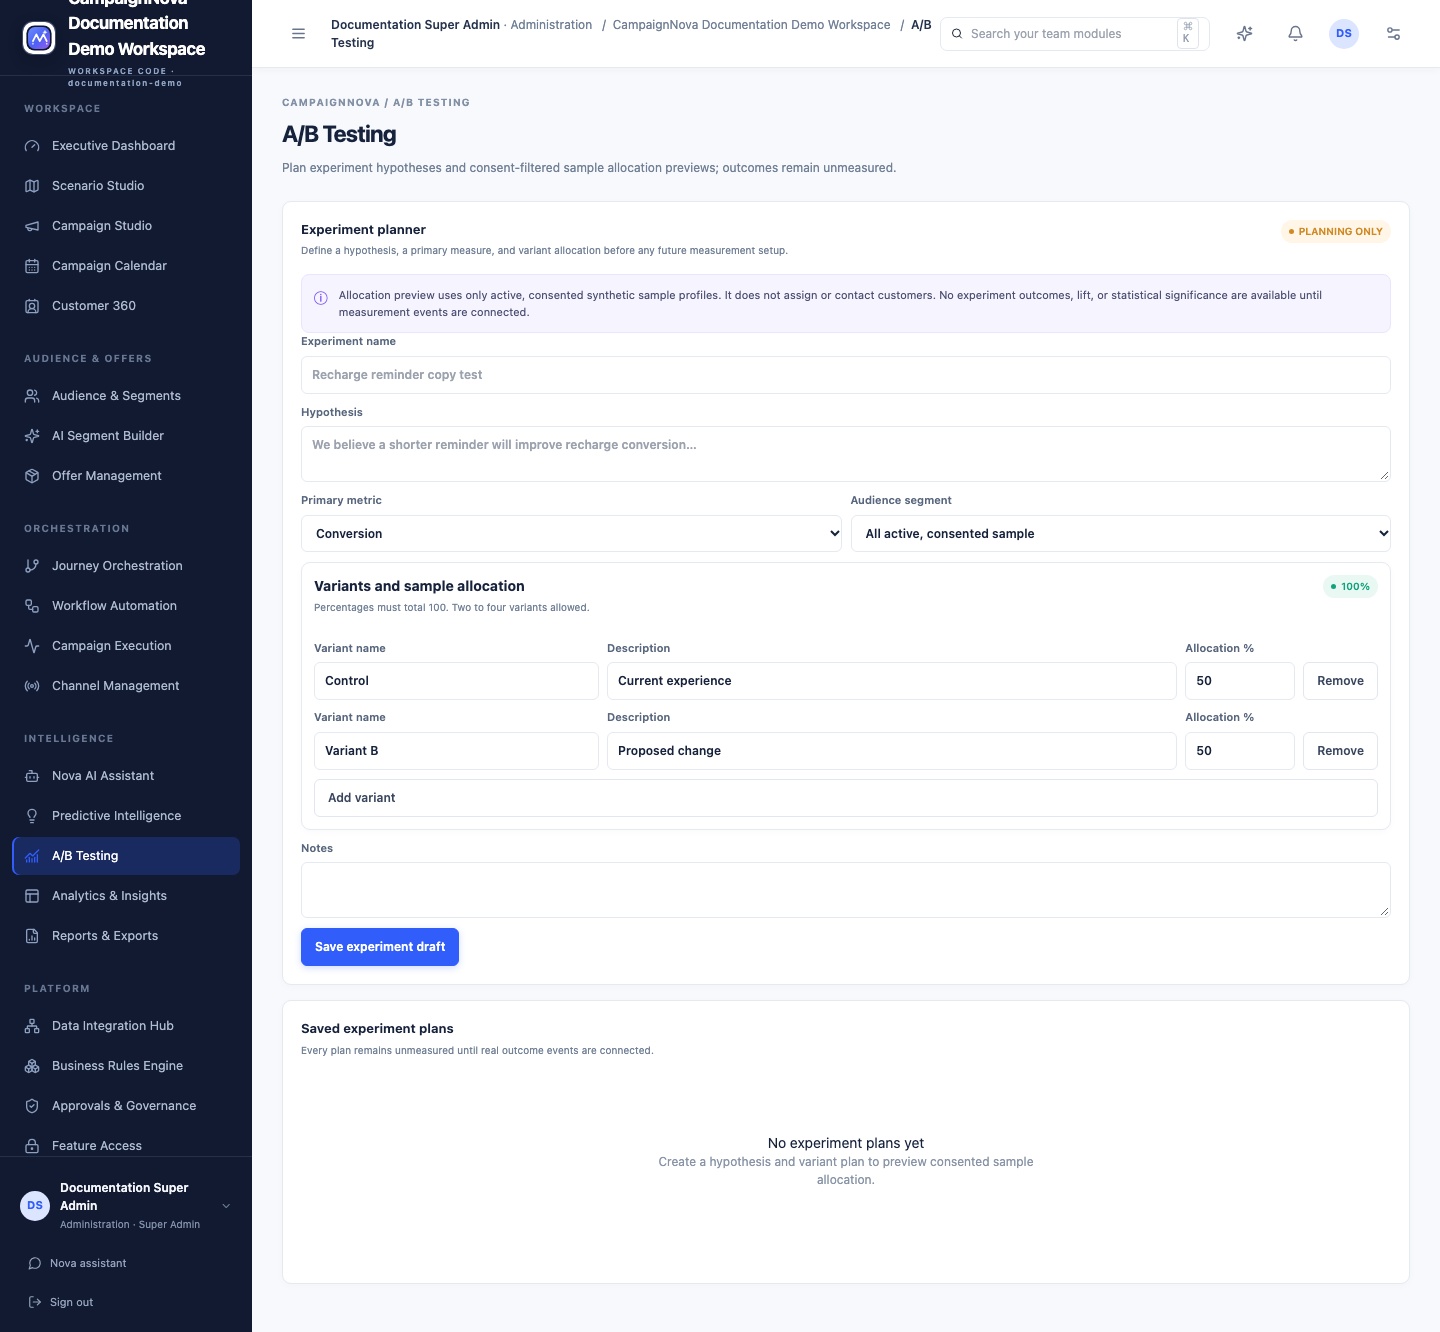 CampaignNova
Documentation
Demo Workspace
WORKSPACE CODE ·
documentation-demo
WORKSPACE
Executive Dashboard
Scenario Studio
Campaign Studio
Campaign Calendar
Customer 360
AUDIENCE & OFFERS
Audience & Segments
AI Segment Builder
Offer Management
ORCHESTRATION
Journey Orchestration
Workflow Automation
Campaign Execution
Channel Management
INTELLIGENCE
Nova AI Assistant
Predictive Intelligence
A/B Testing
Analytics & Insights
Reports & Exports
PLATFORM
Data Integration Hub
Business Rules Engine
Approvals & Governance
Feature Access
DS
Documentation Super
Admin
Administration · Super Admin
Nova assistant
Sign out
Documentation Super Admin · Administration / CampaignNova Documentation Demo Workspace / A/B
Testing
Search your team modules
⌘
K
DS
CAMPAIGNNOVA / A/B TESTING
A/B Testing
Plan experiment hypotheses and consent-filtered sample allocation previews; outcomes remain unmeasured.
Experiment planner
PLANNING ONLY
Define a hypothesis, a primary measure, and variant allocation before any future measurement setup.
Allocation preview uses only active, consented synthetic sample profiles. It does not assign or contact customers. No experiment outcomes, lift, or statistical significance are available until
measurement events are connected.
Experiment name
Recharge reminder copy test
Hypothesis
We believe a shorter reminder will improve recharge conversion...
Primary metric Audience segment
Conversion All active, consented sample
Variants and sample allocation
100%
Percentages must total 100. Two to four variants allowed.
Variant name Description Allocation %
Control Current experience 50 Remove
Variant name Description Allocation %
Variant B Proposed change 50 Remove
Add variant
Notes
Save experiment draft
Saved experiment plans
Every plan remains unmeasured until real outcome events are connected.
No experiment plans yet
Create a hypothesis and variant plan to preview consented sample
allocation.